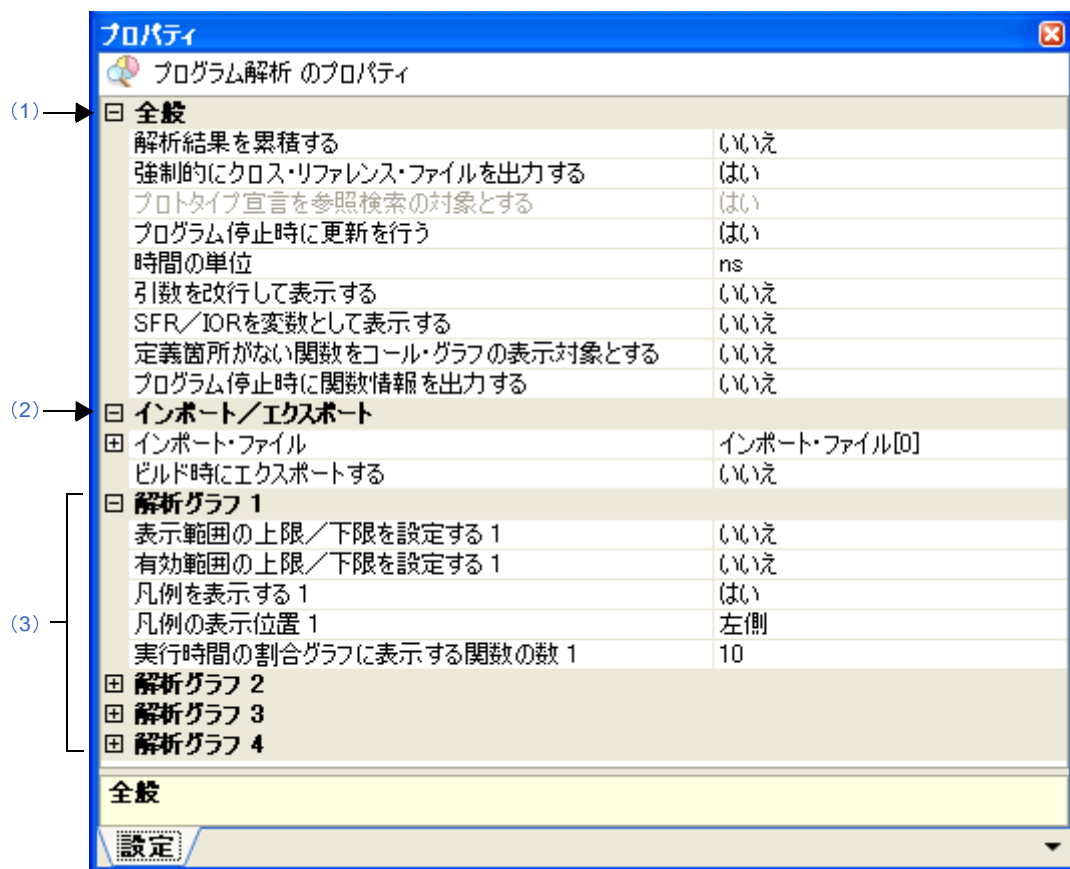 プロパティ
プログラム解析 のプロパティ
(1)
全般
解析結果を累積する いいえ
強制的にクロス・リファレンス・ファイルを出力する はい
プロトタイプ宣言を参照検索の対象とする はい
プログラム停止時に更新を行う はい
時間の単位 ns
引数を改行して表示する いいえ
SFR／IORを変数として表示する いいえ
定義箇所がない関数をコール・グラフの表示対象とする いいえ
プログラム停止時に関数情報を出力する いいえ
(2)
インポート／エクスポート
インポート・ファイル インポート・ファイル[0]
ビルド時にエクスポートする いいえ
(3)
解析グラフ 1
表示範囲の上限／下限を設定する 1 いいえ
有効範囲の上限／下限を設定する 1 いいえ
凡例を表示する 1 はい
凡例の表示位置 1 左側
実行時間の割合グラフに表示する関数の数 1 10
解析グラフ 2
解析グラフ 3
解析グラフ 4
全般
設定